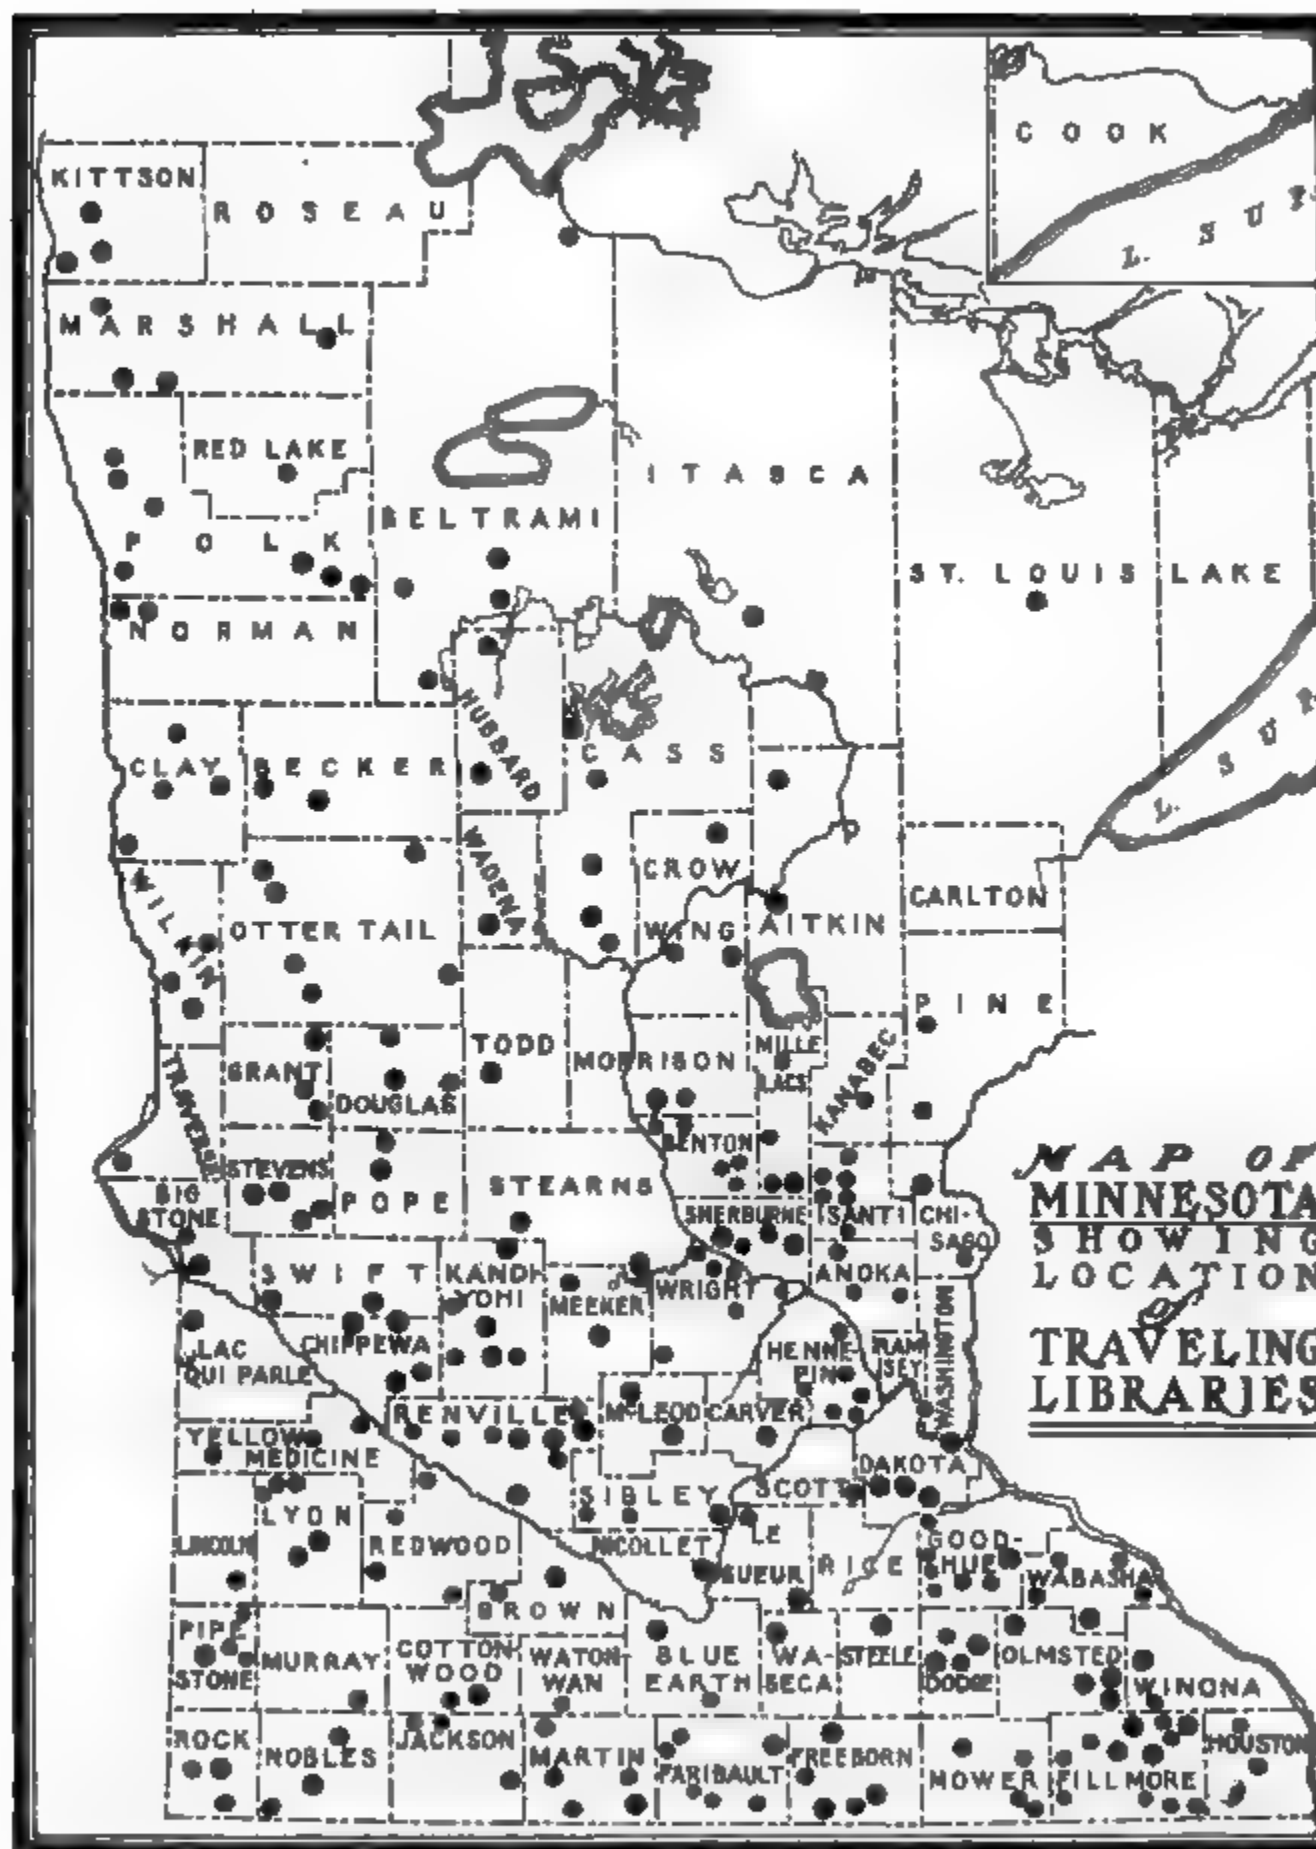 COOK
L. SUP.
KITTSON
ROSEAU
MARSHALL
RED LAKE
ITASCA
BELTRAMI
POLK
ST. LOUIS
LAKE
NORMAN
HUBBARD
CASS
CLAY
BECKER
L. SUP.
WADENA
CROW
WING
WILKIN
OTTER TAIL
AITKIN
CARLTON
PINE
TODD
MORRISON
MILLE
LACS
KANABEC
GRANT
DOUGLAS
TRAVERSE
BENTON
STEVENS
POPE
STEARNS
BIG
STONE
SHERBURNE
ISANTI
CHI-
SAGO
MAP OF
MINNESOTA
SHOWING
LOCATION
of
TRAVELING
LIBRARIES
SWIFT
KANDI-
YOHI
MEEKER
WRIGHT
ANOKA
WASHINGTON
LAC
QUI PARLE
CHIPPEWA
HENNE-
PIN
RAM-
SEY
RENVILLE
McLEOD
CARVER
YELLOW
MEDICINE
SIBLEY
SCOTT
DAKOTA
LYON
LINCOLN
REDWOOD
NICOLLET
LE
SUEUR
RICE
GOOD-
HUE
WABASHA
BROWN
PIPE
STONE
MURRAY
COTTON-
WOOD
WATON-
WAN
BLUE
EARTH
WA-
SECA
STEELE
DODGE
OLMSTED
WINONA
ROCK
NOBLES
JACKSON
MARTIN
FARIBAULT
FREEBORN
MOWER
FILLMORE
HOUSTON